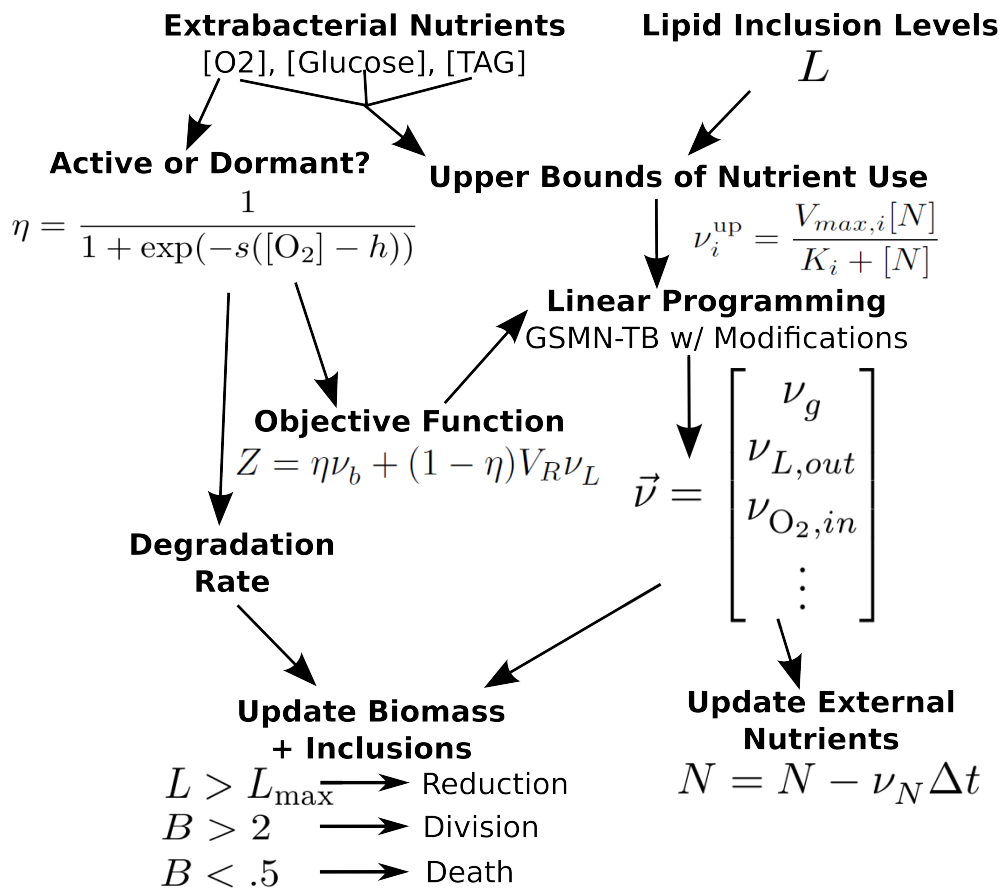 Extrabacterial Nutrients
[O2], [Glucose], [TAG]
Lipid Inclusion Levels
L
Active or Dormant?
η = 1 / (1 + exp(−s([O₂] − h)))
Upper Bounds of Nutrient Use
νᵢ^up = V_max,i[N] / (Kᵢ + [N])
Linear Programming
GSMN-TB w/ Modifications
Objective Function
Z = ην_b + (1 − η)V_Rν_L
ν⃗ = [ν_g
ν_L,out
ν_O₂,in
⋮]
Degradation
Rate
Update Biomass
+ Inclusions
L > L_max Reduction
B > 2 Division
B < .5 Death
Update External
Nutrients
N = N − ν_NΔt